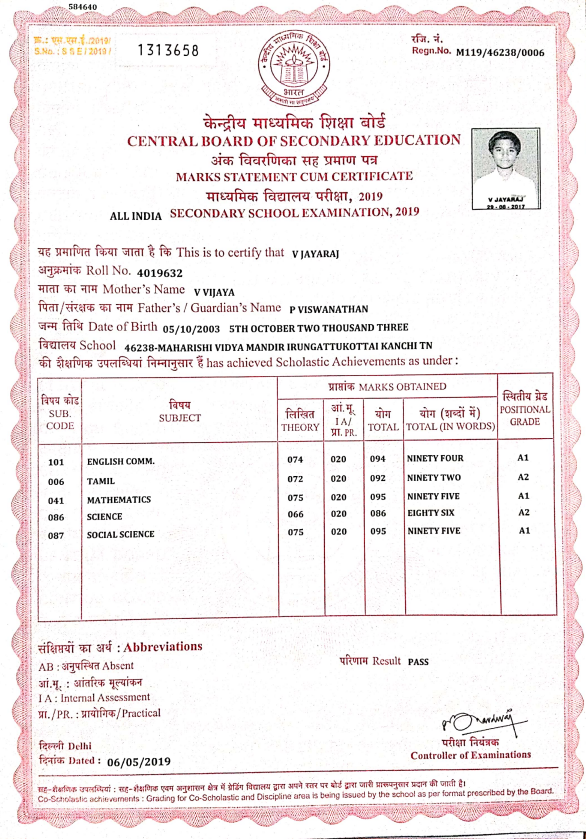 584640
क्र.: एस.एस.ई./2019/
S.No.: S S E / 2019 /
1313658
रजि. नं.
Regn.No. M119/46238/0006
केन्द्रीय माध्यमिक शिक्षा बोर्ड
भारत
केन्द्रीय माध्यमिक शिक्षा बोर्ड
CENTRAL BOARD OF SECONDARY EDUCATION
अंक विवरणिका सह प्रमाण पत्र
MARKS STATEMENT CUM CERTIFICATE
माध्यमिक विद्यालय परीक्षा, 2019
ALL INDIA SECONDARY SCHOOL EXAMINATION, 2019
V JAYARAJ
29-08-2017
यह प्रमाणित किया जाता है कि This is to certify that V JAYARAJ
अनुक्रमांक Roll No. 4019632
माता का नाम Mother's Name V VIJAYA
पिता/संरक्षक का नाम Father's / Guardian's Name P VISWANATHAN
जन्म तिथि Date of Birth 05/10/2003 5TH OCTOBER TWO THOUSAND THREE
विद्यालय School 46238-MAHARISHI VIDYA MANDIR IRUNGATTUKOTTAI KANCHI TN
की शैक्षणिक उपलब्धियां निम्नानुसार हैं has achieved Scholastic Achievements as under :
विषय कोड SUB. CODE
विषय SUBJECT
प्राप्तांक MARKS OBTAINED
लिखित THEORY
आं.मू. I A/ प्रा. PR.
योग TOTAL
योग (शब्दों में) TOTAL (IN WORDS)
स्थितीय ग्रेड POSITIONAL GRADE
101 ENGLISH COMM. 074 020 094 NINETY FOUR A1
006 TAMIL 072 020 092 NINETY TWO A2
041 MATHEMATICS 075 020 095 NINETY FIVE A1
086 SCIENCE 066 020 086 EIGHTY SIX A2
087 SOCIAL SCIENCE 075 020 095 NINETY FIVE A1
संक्षिप्तियों का अर्थ : Abbreviations
AB : अनुपस्थित Absent
आं.मू. : आंतरिक मूल्यांकन
I A : Internal Assessment
प्रा./PR. : प्रायोगिक/Practical
परिणाम Result PASS
दिल्ली Delhi
दिनांक Dated : 06/05/2019
परीक्षा नियंत्रक
Controller of Examinations
सह-शैक्षणिक उपलब्धियां : सह-शैक्षणिक एवम अनुशासन क्षेत्र में ग्रेडिंग विद्यालय द्वारा अपने स्तर पर बोर्ड द्वारा जारी प्रारूपनुसार प्रदान की जाती है।
Co-Scholastic achievements : Grading for Co-Scholastic and Discipline area is being issued by the school as per format prescribed by the Board.